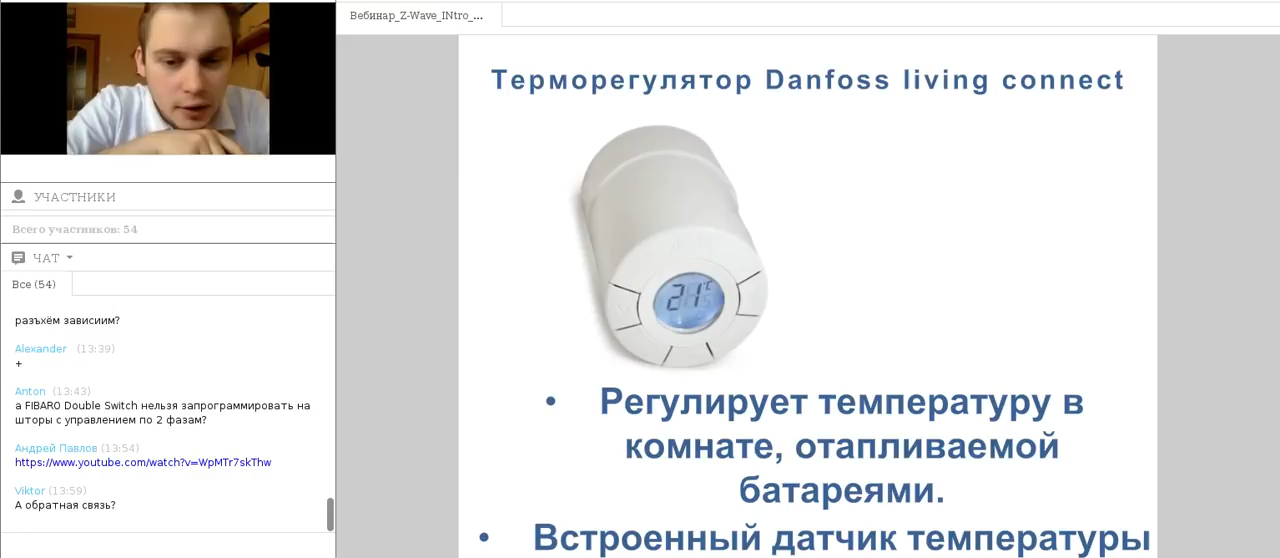 Вебинар_Z-Wave_INtro_...
Терморегулятор Danfoss living connect
21
°C
• Регулирует температуру в
комнате, отапливаемой
батареями.
• Встроенный датчик температуры
УЧАСТНИКИ
Всего участников: 54
ЧАТ
Все (54)
разъхём зависиим?
Alexander (13:39)
+
Anton (13:43)
а FIBARO Double Switch нельзя запрограммировать на
шторы с управлением по 2 фазам?
Андрей Павлов (13:54)
https://www.youtube.com/watch?v=WpMTr7skThw
Viktor (13:59)
А обратная связь?